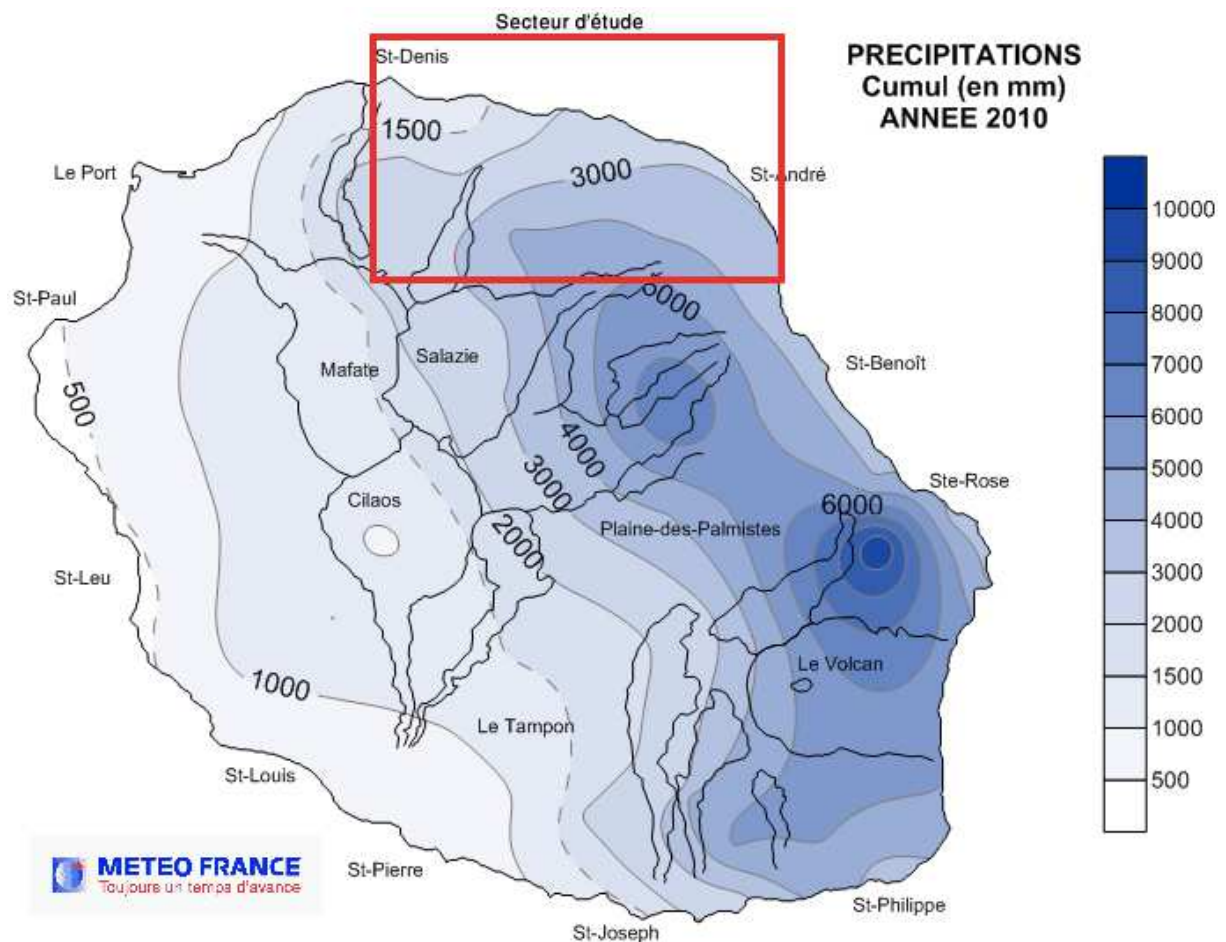 Secteur d'étude
PRECIPITATIONS
Cumul (en mm)
ANNEE 2010
St-Denis
1500
Le Port
3000
St-André
St-Paul
5000
Mafate
Salazie
St-Benoît
500
4000
3000
Cilaos
6000
Ste-Rose
2000
Plaine-des-Palmistes
St-Leu
Le Volcan
1000
Le Tampon
St-Louis
St-Pierre
St-Philippe
St-Joseph
10000
9000
8000
7000
6000
5000
4000
3000
2000
1500
1000
500
METEO FRANCE
Toujours un temps d'avance